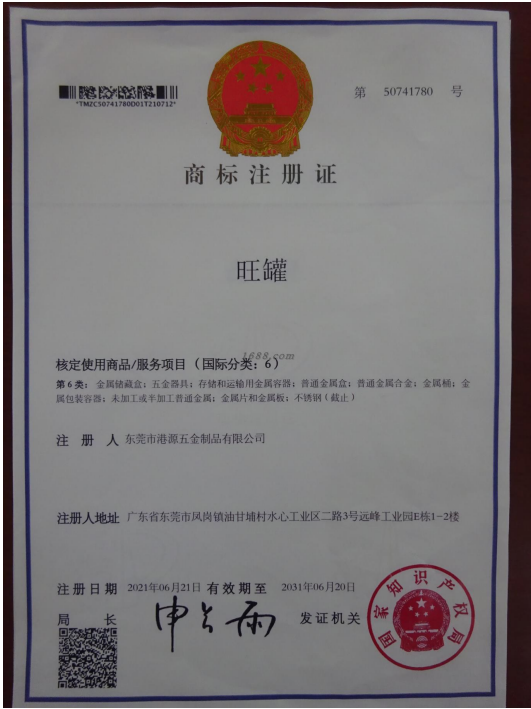 *TMZC50741780D01T210712*
第 50741780 号
商标注册证
旺罐
1688.com
核定使用商品/服务项目（国际分类：6）
第6类：金属储藏盒；五金器具；存储和运输用金属容器；普通金属盒；普通金属合金；金属桶；金
属包装容器；未加工或半加工普通金属；金属片和金属板；不锈钢（截止）
注 册 人 东莞市港源五金制品有限公司
注册人地址 广东省东莞市凤岗镇油甘埔村水心工业区二路3号远峰工业园E栋1-2楼
注册日期 2021年06月21日 有效期至 2031年06月20日
局 长 申长雨 发证机关
国家知识产权局